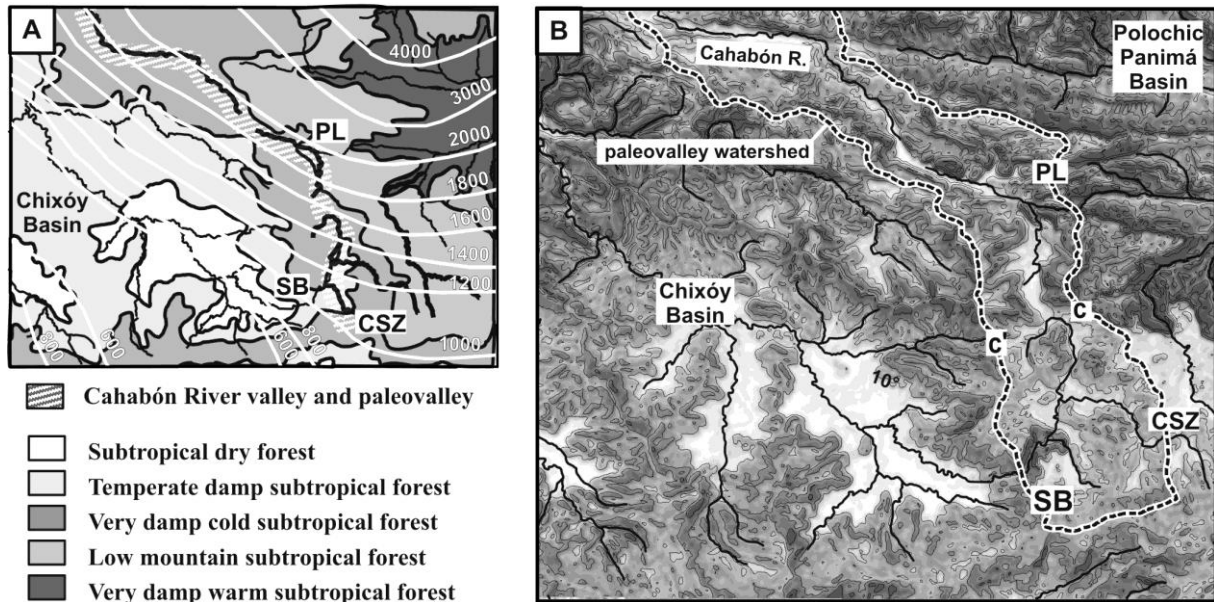 A
4000
3000
2000
PL
1800
1600
1400
1200
1000
Chixóy
Basin
SB
CSZ
800
600
600
800
Cahabón River valley and paleovalley
Subtropical dry forest
Temperate damp subtropical forest
Very damp cold subtropical forest
Low mountain subtropical forest
Very damp warm subtropical forest
B
Cahabón R.
Polochic
Panimá
Basin
paleovalley watershed
PL
Chixóy
Basin
C
C
10°
CSZ
SB